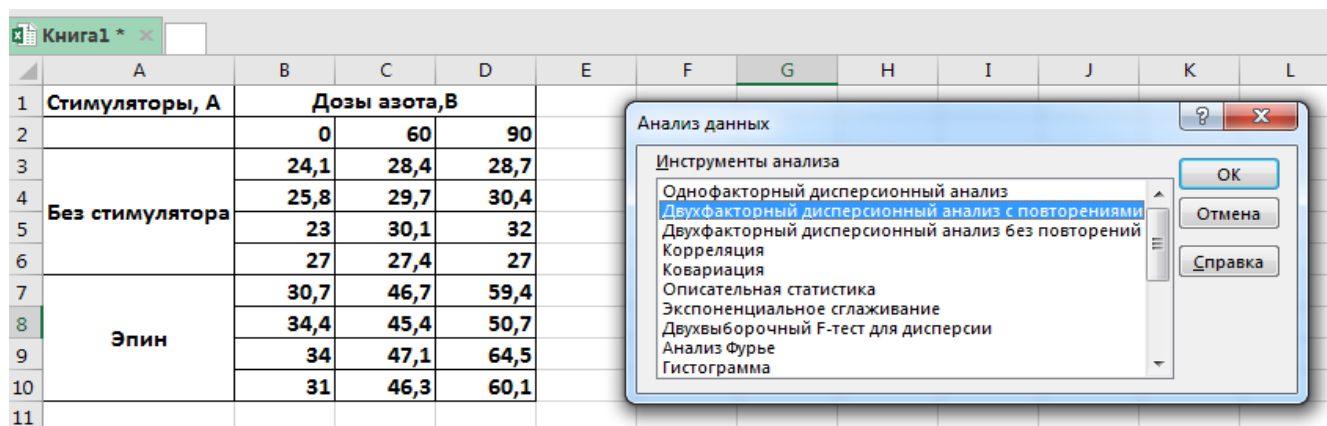 Книга1 *
A B C D E F G H I J K L
1 Стимуляторы, А Дозы азота,В
2 0 60 90
3 24,1 28,4 28,7
4 25,8 29,7 30,4
Без стимулятора
5 23 30,1 32
6 27 27,4 27
7 30,7 46,7 59,4
8 34,4 45,4 50,7
Эпин
9 34 47,1 64,5
10 31 46,3 60,1
11
Анализ данных
Инструменты анализа
Однофакторный дисперсионный анализ
Двухфакторный дисперсионный анализ с повторениями
Двухфакторный дисперсионный анализ без повторений
Корреляция
Ковариация
Описательная статистика
Экспоненциальное сглаживание
Двухвыборочный F-тест для дисперсии
Анализ Фурье
Гистограмма
ОК
Отмена
Справка